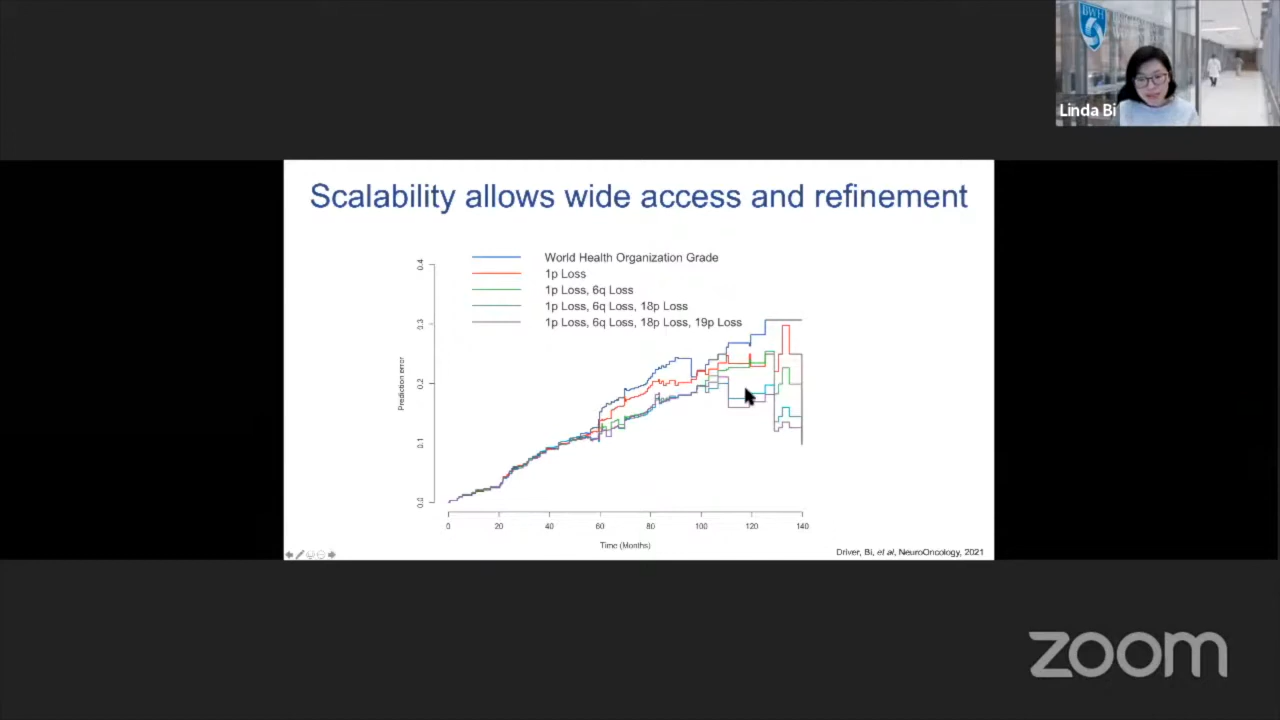 BWH
Linda Bi
Scalability allows wide access and refinement
World Health Organization Grade
1p Loss
1p Loss, 6q Loss
1p Loss, 6q Loss, 18p Loss
1p Loss, 6q Loss, 18p Loss, 19p Loss
Prediction error
0.4
0.3
0.2
0.1
0.0
0 20 40 60 80 100 120 140
Time (Months)
Driver, Bi, et al, NeuroOncology, 2021
zoom